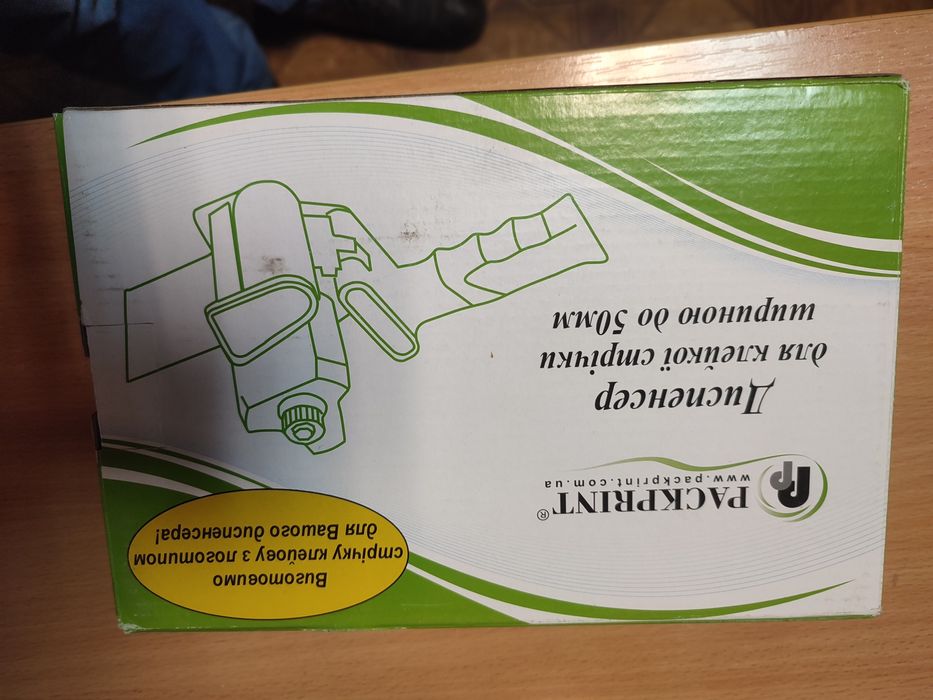 PACKPRINT®
www.packprint.com.ua
Диспенсер
для клейкої стрічки
шириною до 50мм
Виготовимо
стрічку клейову з логотипом
для Вашого диспенсера!